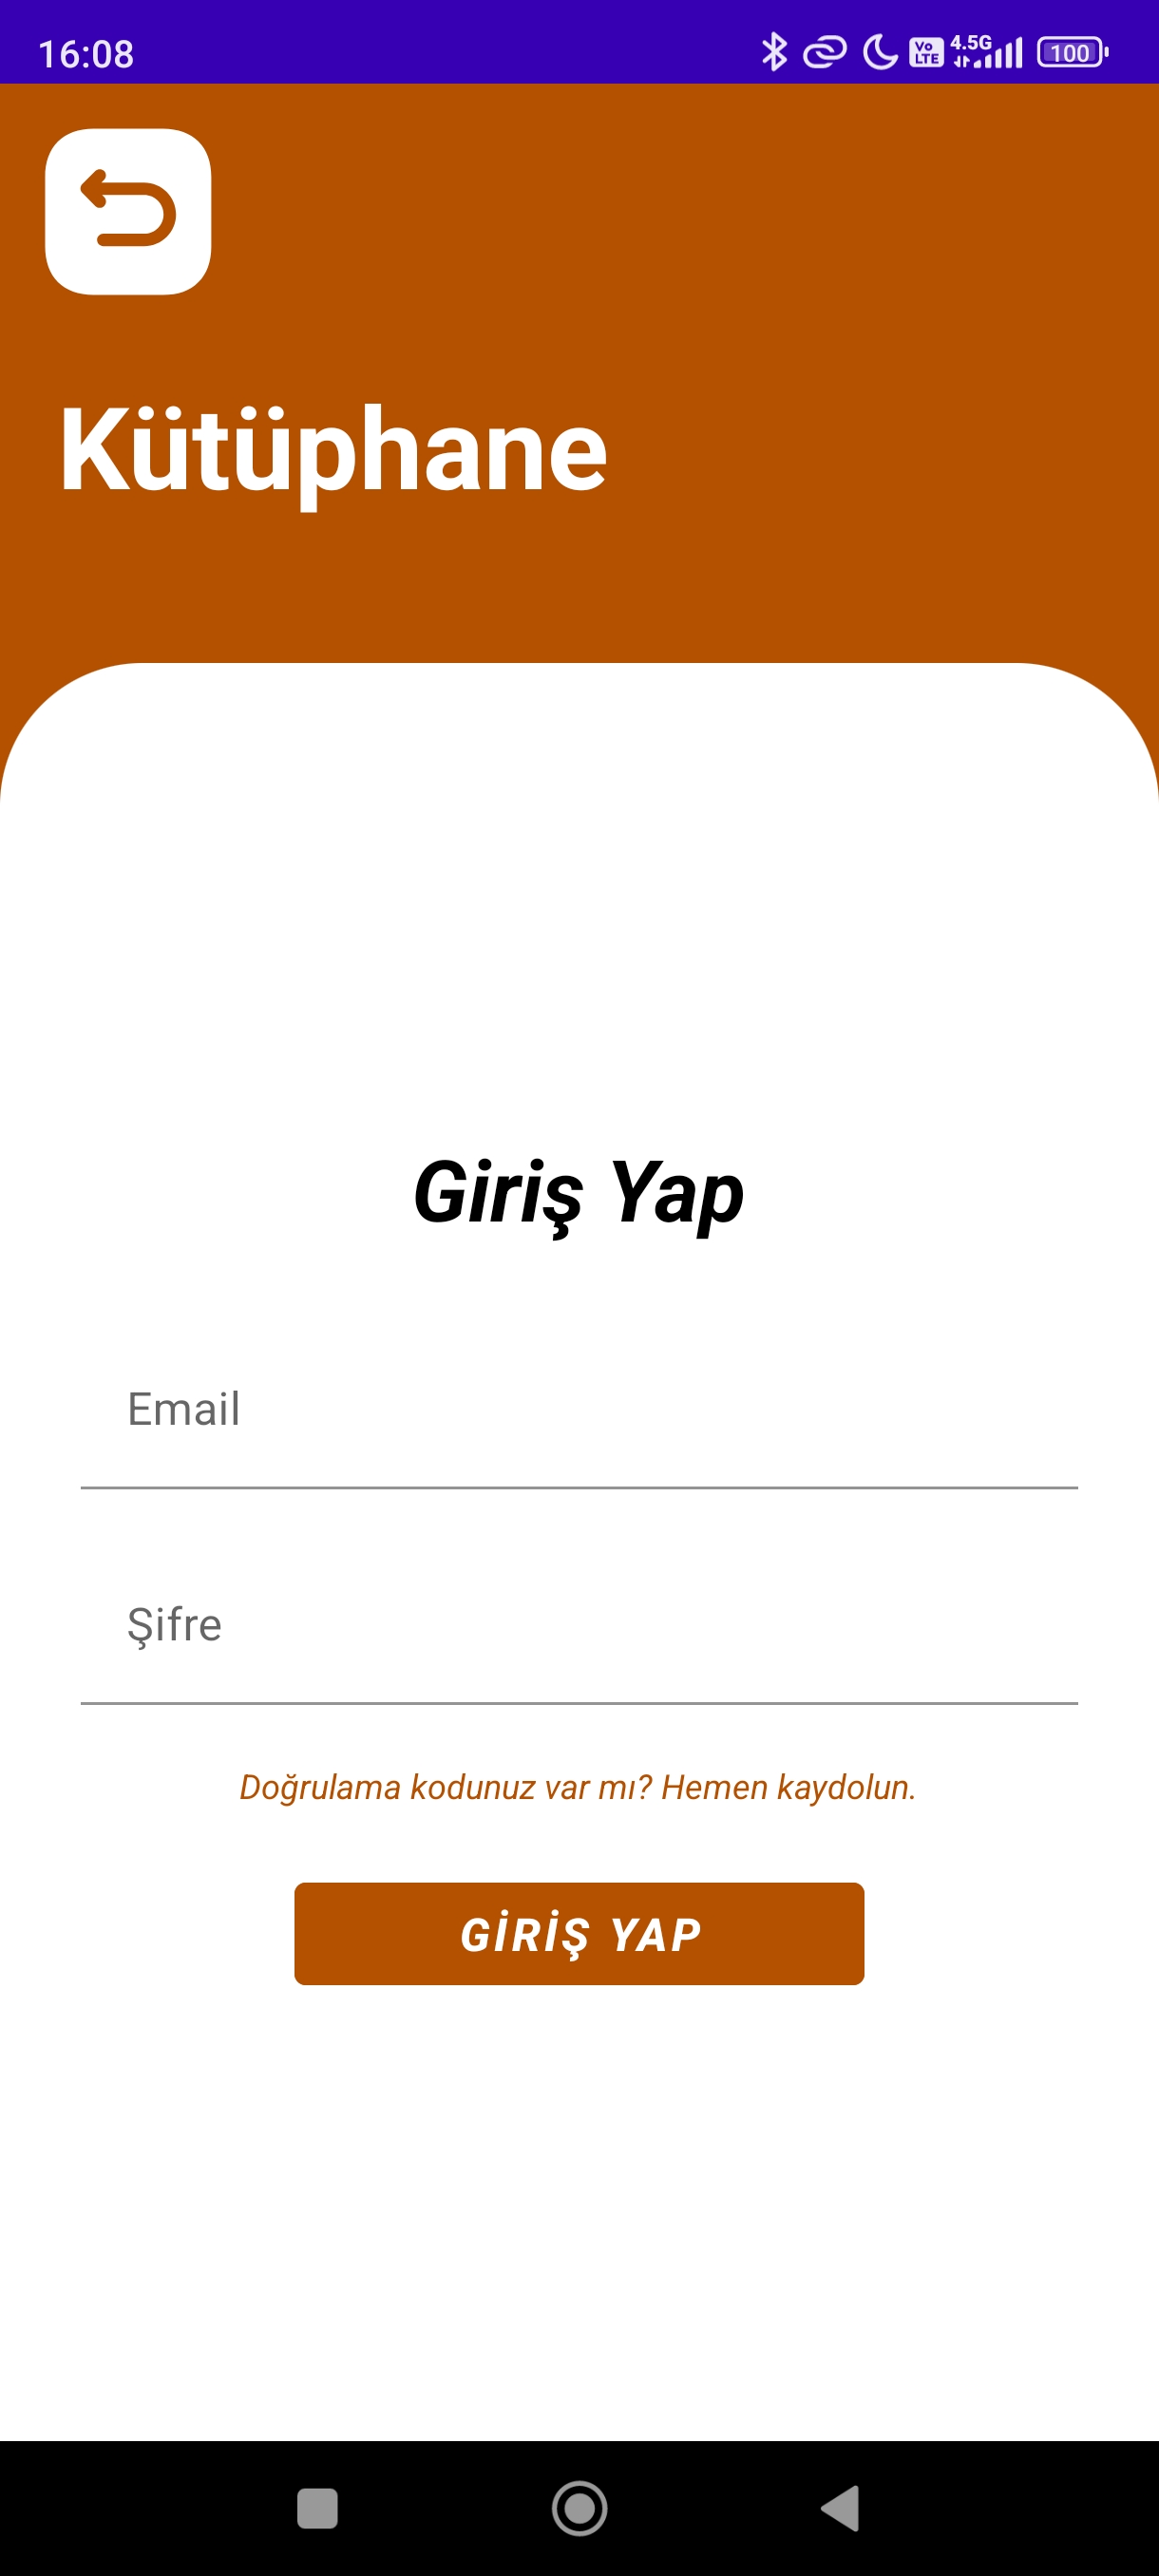 16:08
Vo LTE 4.5G 100
Kütüphane
Giriş Yap
Email
Şifre
Doğrulama kodunuz var mı? Hemen kaydolun.
GİRİŞ YAP